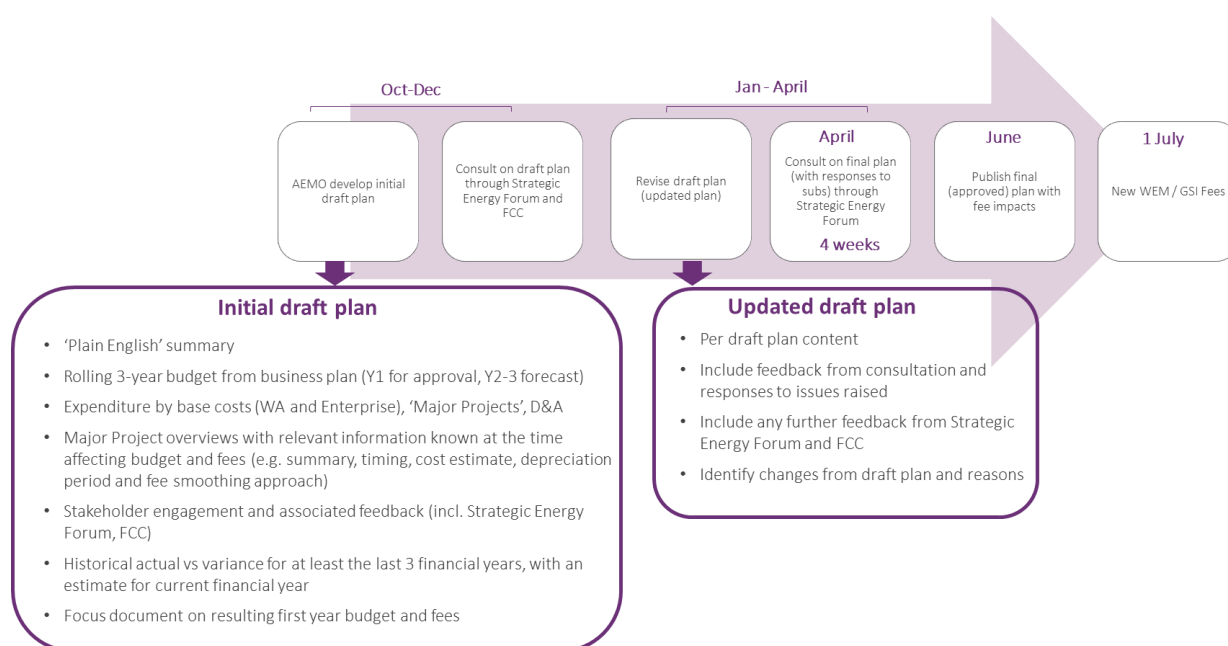 Oct-Dec
Jan - April
AEMO develop initial
draft plan
Consult on draft plan
through Strategic
Energy Forum and
FCC
Revise draft plan
(updated plan)
April
Consult on final plan
(with responses to
subs) through
Strategic Energy
Forum
4 weeks
June
Publish final
(approved) plan with
fee impacts
1 July
New WEM / GSI Fees
Initial draft plan
• ‘Plain English’ summary
• Rolling 3-year budget from business plan (Y1 for approval, Y2-3 forecast)
• Expenditure by base costs (WA and Enterprise), ‘Major Projects’, D&A
• Major Project overviews with relevant information known at the time
affecting budget and fees (e.g. summary, timing, cost estimate, depreciation
period and fee smoothing approach)
• Stakeholder engagement and associated feedback (incl. Strategic Energy
Forum, FCC)
• Historical actual vs variance for at least the last 3 financial years, with an
estimate for current financial year
• Focus document on resulting first year budget and fees
Updated draft plan
• Per draft plan content
• Include feedback from consultation and
responses to issues raised
• Include any further feedback from Strategic
Energy Forum and FCC
• Identify changes from draft plan and reasons